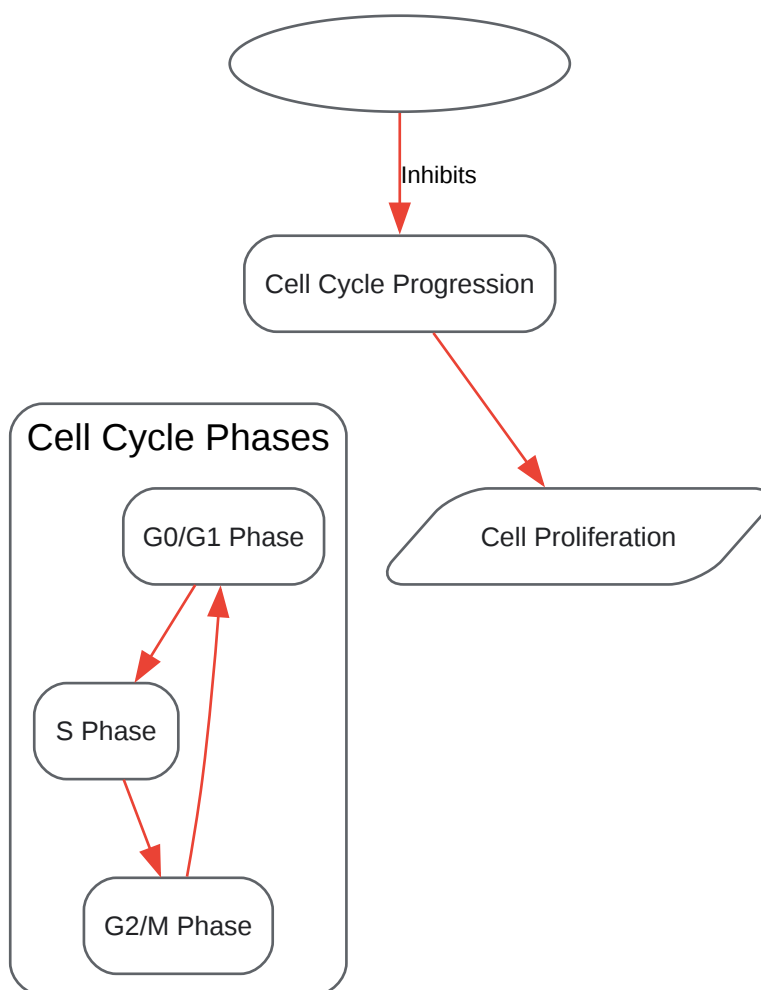 Inhibits
Cell Cycle Progression
Cell Cycle Phases
G0/G1 Phase
Cell Proliferation
S Phase
G2/M Phase